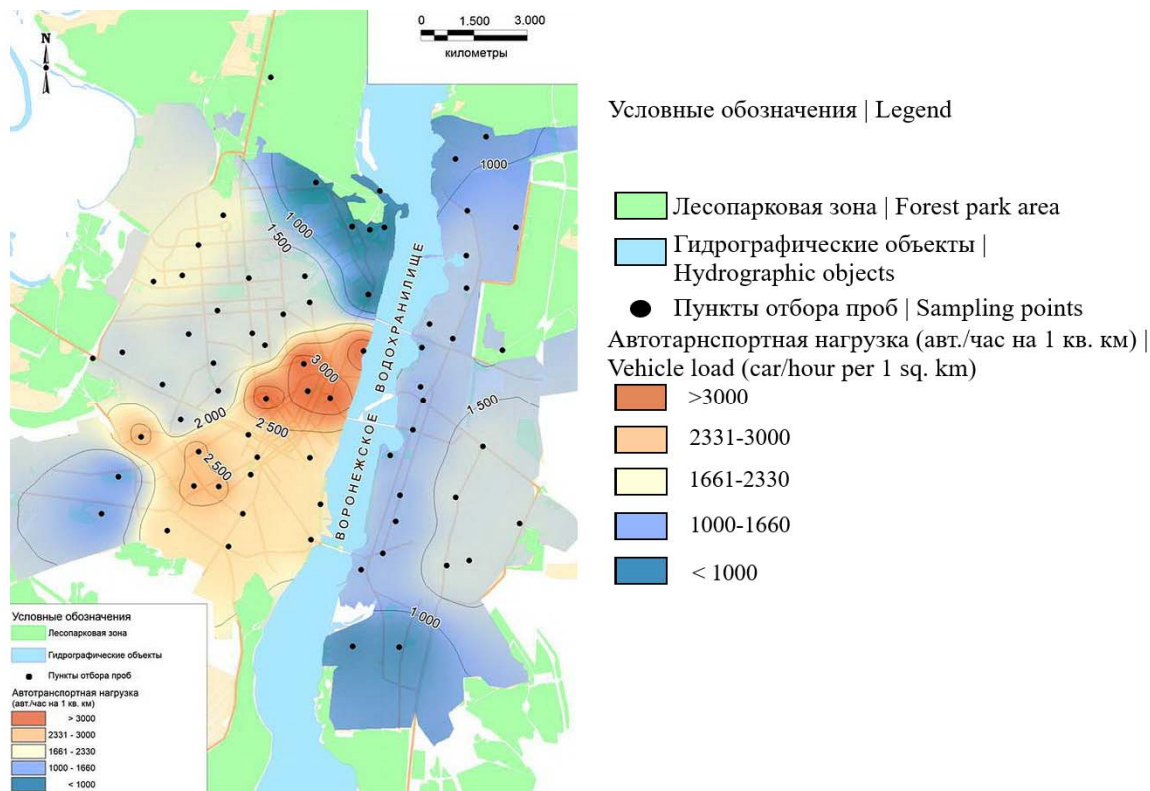 0 1.500 3.000
километры
N
1000
1 000
1 500
ВОРОНЕЖСКОЕ ВОДОХРАНИЛИЩЕ
3 000
1 500
2 000
2 500
2 500
1 000
Условные обозначения
Лесопарковая зона
Гидрографические объекты
Пункты отбора проб
Автотранспортная нагрузка
(авт./час на 1 кв. км)
> 3000
2331 - 3000
1661 - 2330
1000 - 1660
< 1000
Условные обозначения | Legend
Лесопарковая зона | Forest park area
Гидрографические объекты |
Hydrographic objects
Пункты отбора проб | Sampling points
Автотарнспортная нагрузка (авт./час на 1 кв. км) |
Vehicle load (car/hour per 1 sq. km)
>3000
2331-3000
1661-2330
1000-1660
< 1000